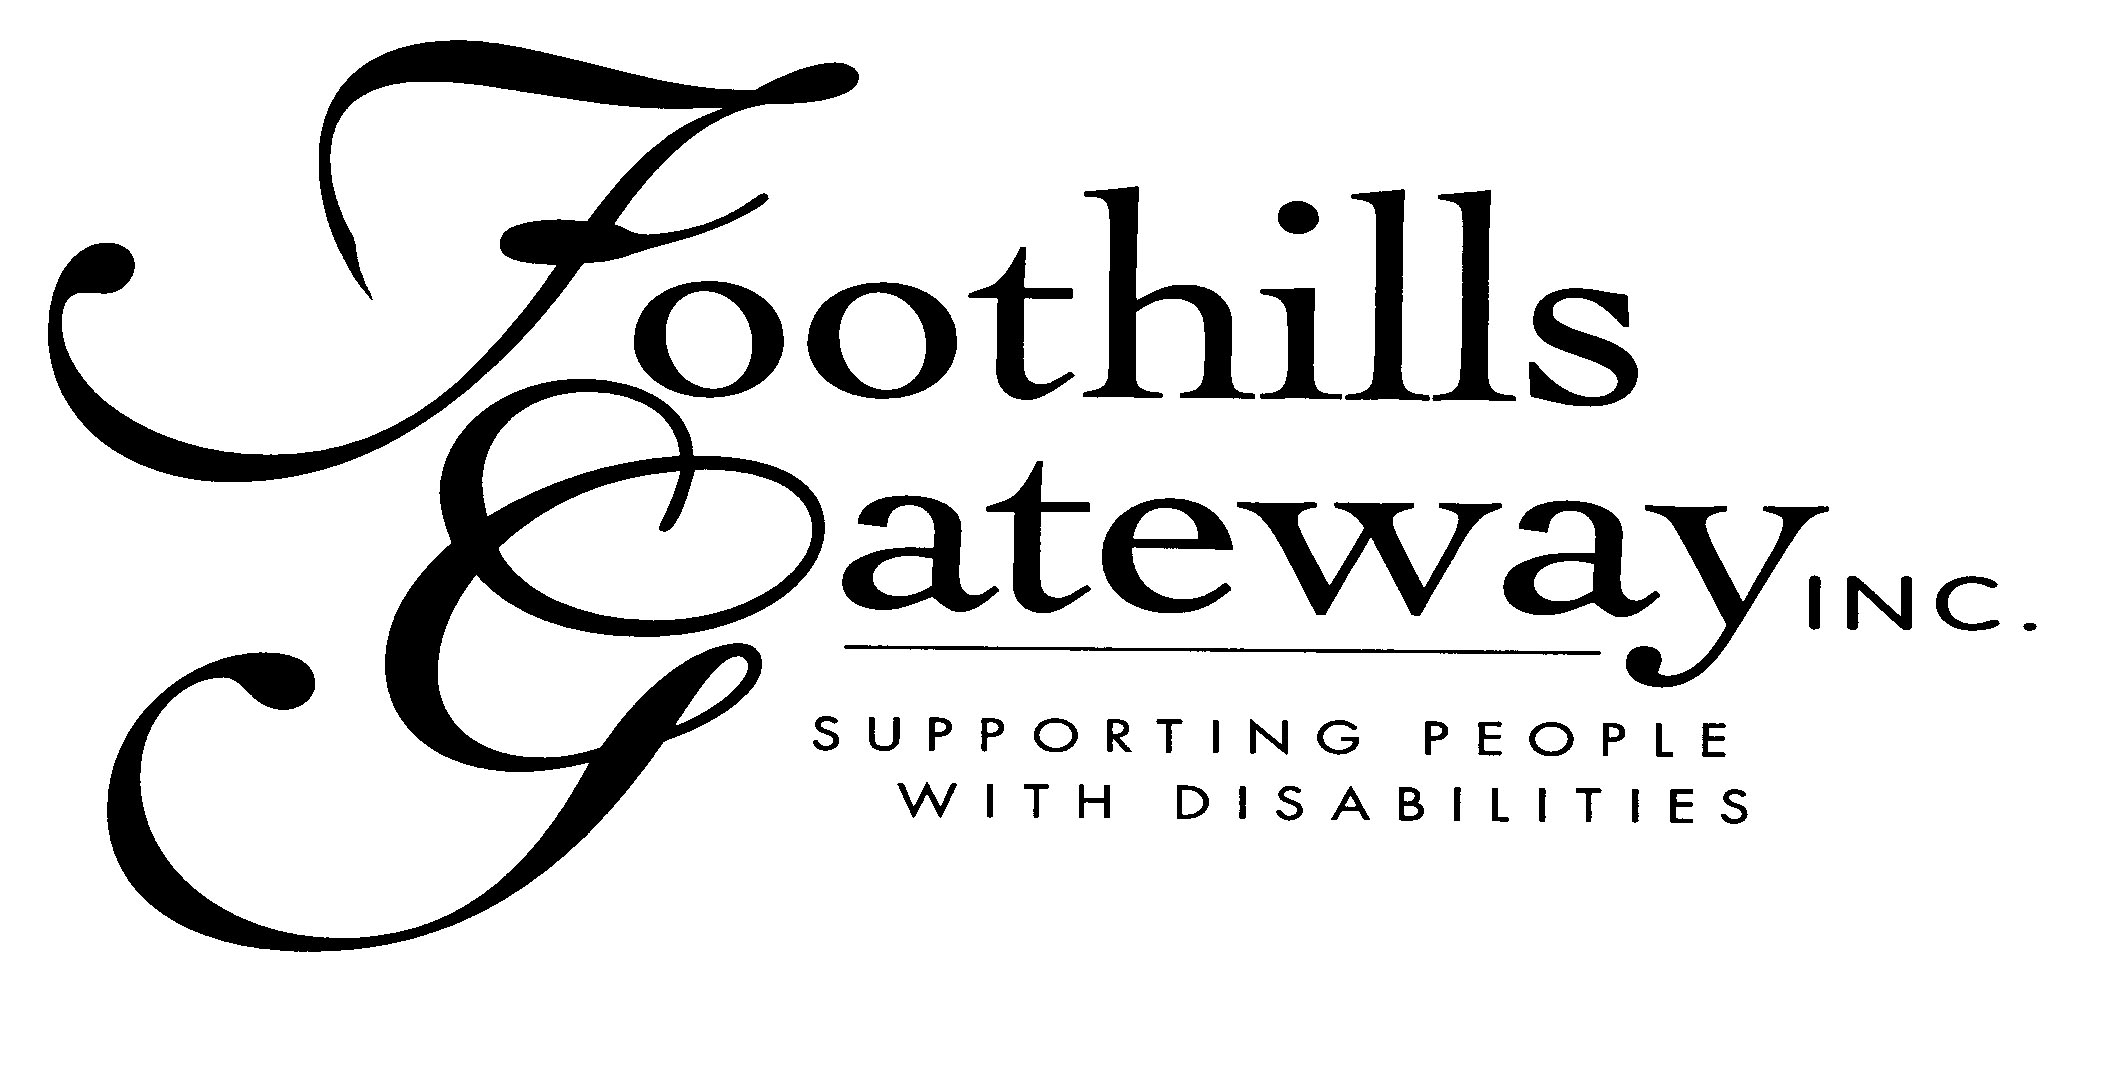 Foothills
Gateway INC.
SUPPORTING PEOPLE
WITH DISABILITIES